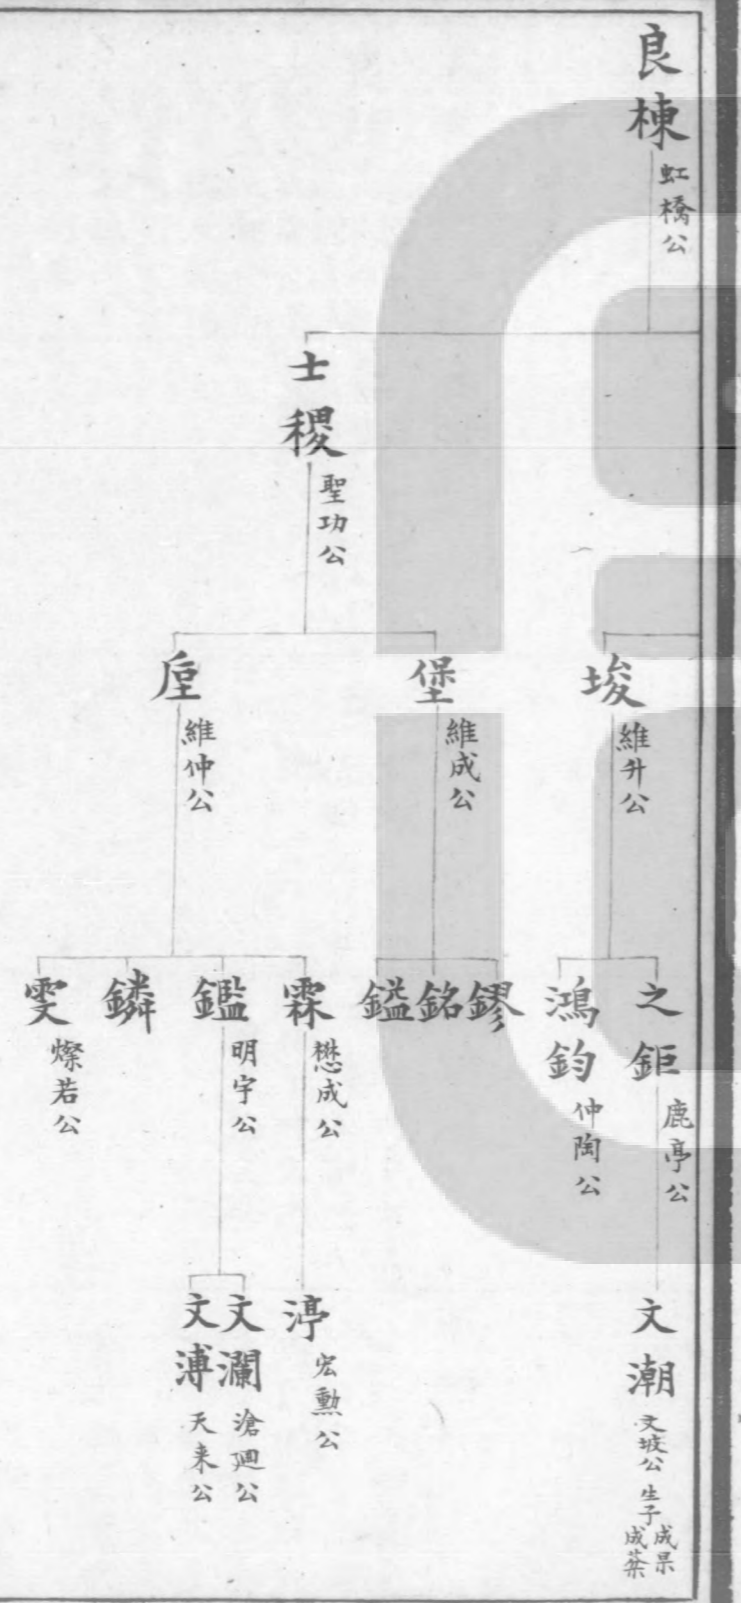 良棟
虹橋公
士稷
聖功公
埈
維升公
堡
維成公
垕
維仲公
之鉅
鹿亭公
鴻鈞
仲陶公
鏐
銘
鎰
霖
懋成公
鑑
明宇公
鏻
雯
燦若公
文潮
文坡公 生子
成杲
成葉
渟
宏勲公
文瀾
滄廻公
文溥
天来公